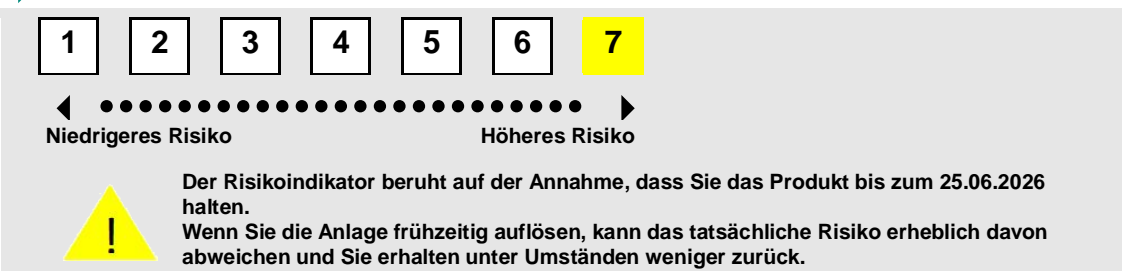 1 2 3 4 5 6 7
Niedrigeres Risiko Höheres Risiko
Der Risikoindikator beruht auf der Annahme, dass Sie das Produkt bis zum 25.06.2026
halten.
Wenn Sie die Anlage frühzeitig auflösen, kann das tatsächliche Risiko erheblich davon
abweichen und Sie erhalten unter Umständen weniger zurück.
!